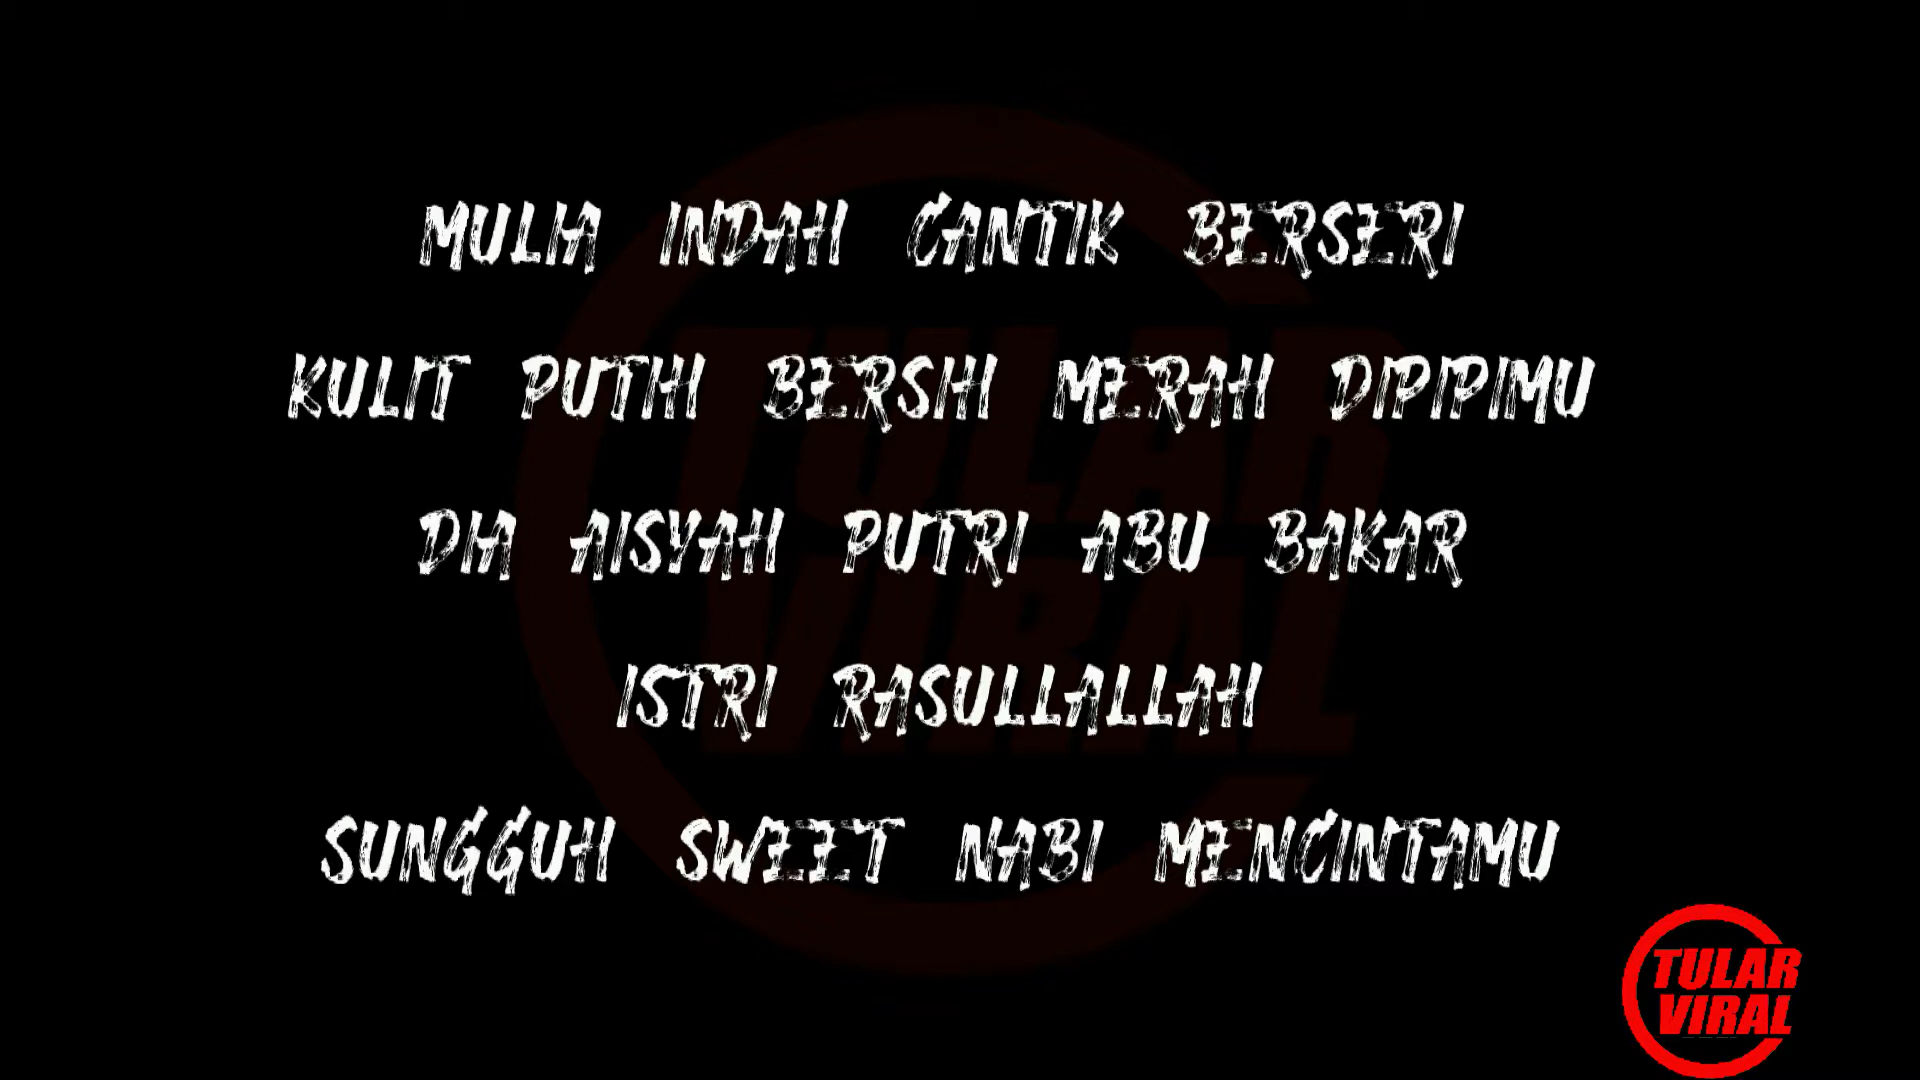 MULIA INDAH CANTIK BERSERI
KULIT PUTIH BERSIH MERAH DIPIPIMU
DIA AISYAH PUTRI ABU BAKAR
ISTRI RASULLALLAH
SUNGGUH SWEET NABI MENCINTAMU
TULAR
VIRAL